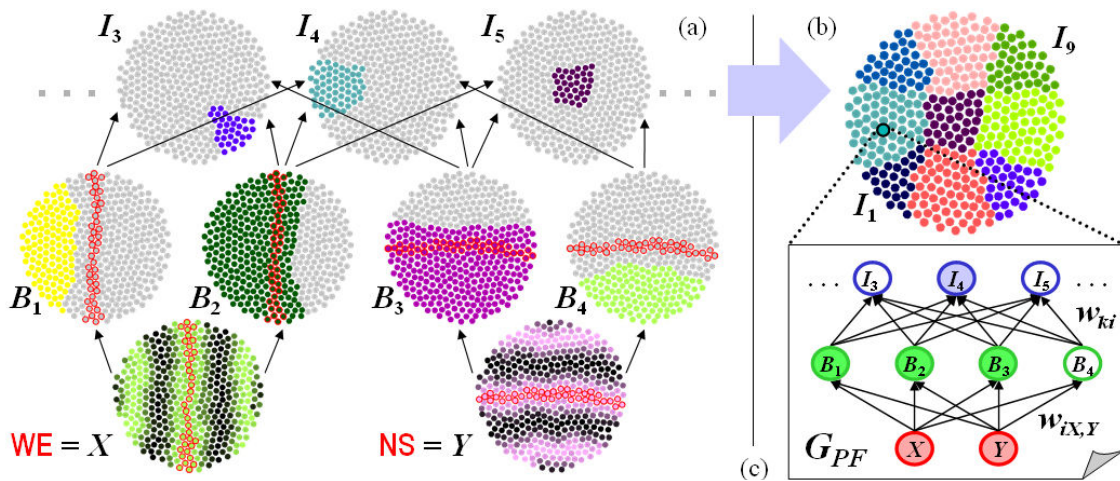 I3 I4 I5 (a)
B1 B2 B3 B4
WE = X NS = Y
(b)
I9
I1
(c)
. . . I3 I4 I5 . . .
wki
B1 B2 B3 B4
wiX,Y
X Y
GPF